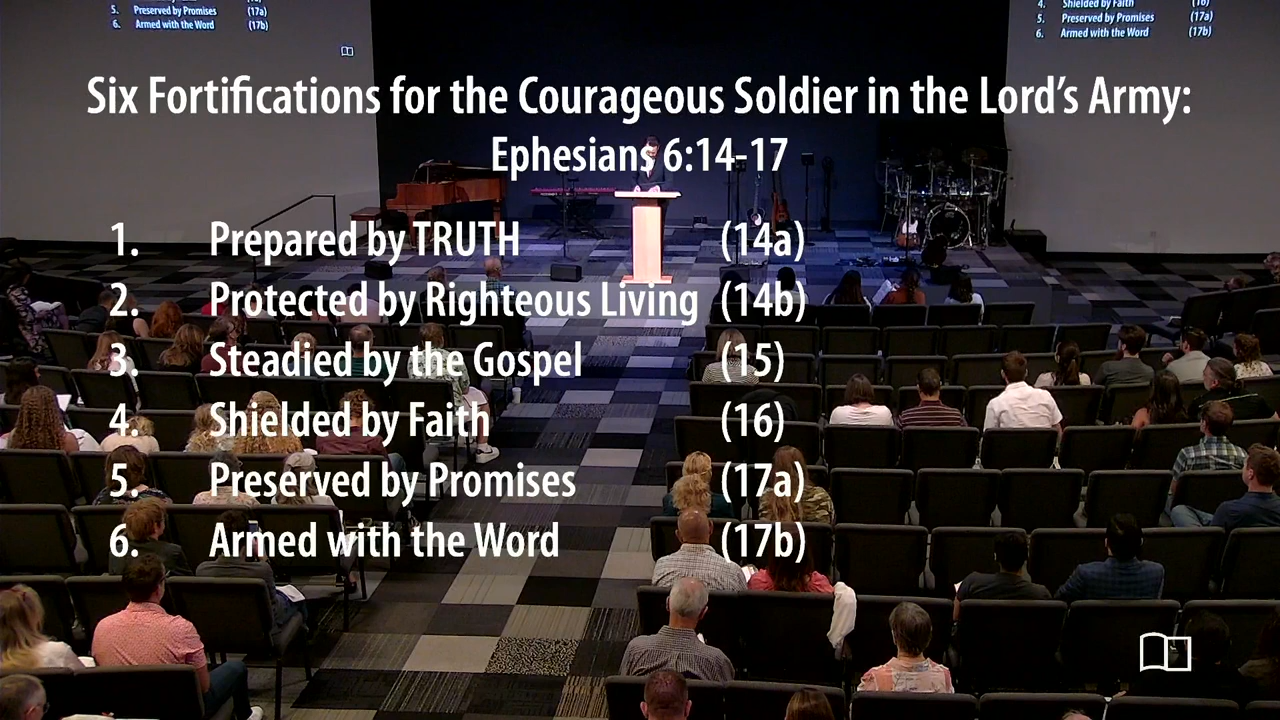 5. Preserved by Promises (17a)
6. Armed with the Word (17b)
4. Shielded by Faith (16)
5. Preserved by Promises (17a)
6. Armed with the Word (17b)
Six Fortifications for the Courageous Soldier in the Lord's Army:
Ephesians 6:14-17
1. Prepared by TRUTH (14a)
2. Protected by Righteous Living (14b)
3. Steadied by the Gospel (15)
4. Shielded by Faith (16)
5. Preserved by Promises (17a)
6. Armed with the Word (17b)